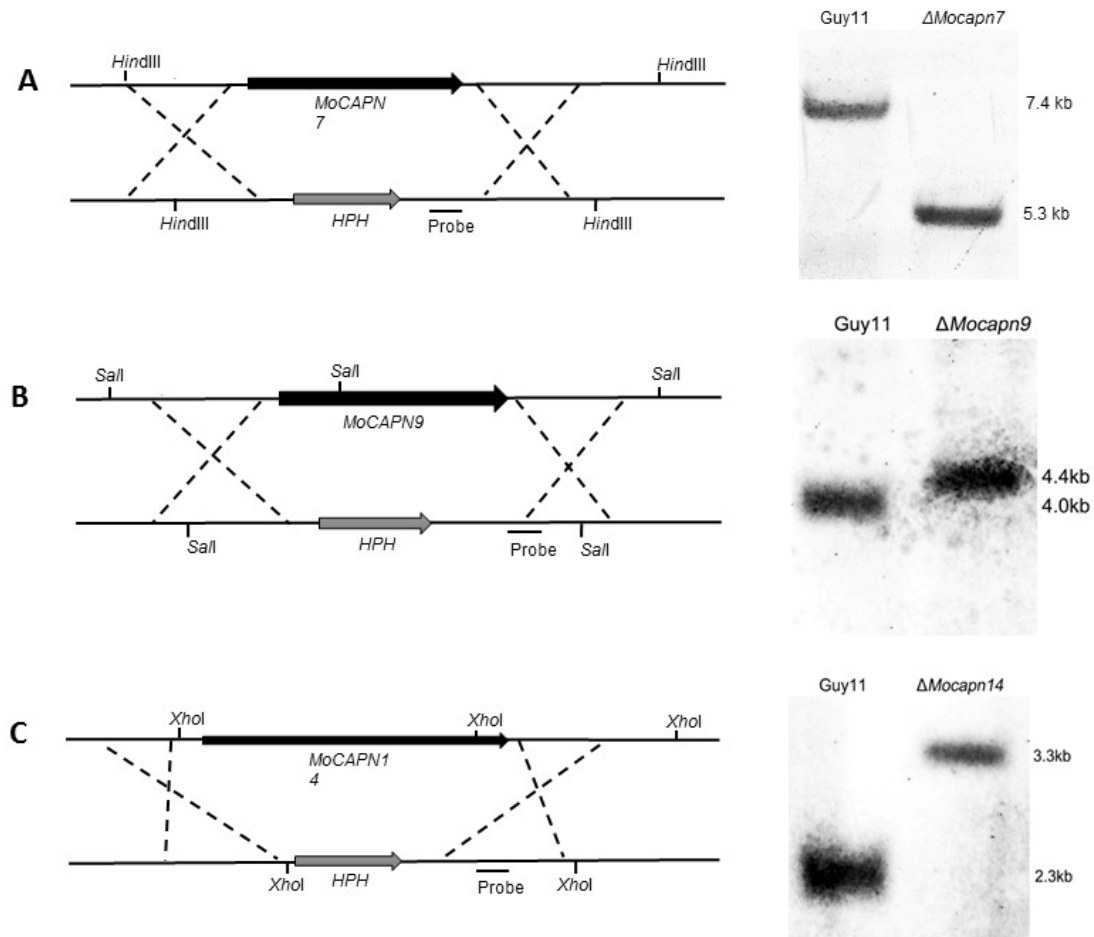 A
HindIII
HindIII
MoCAPN
7
HPH
HindIII
Probe
HindIII
Guy11
ΔMocapn7
7.4 kb
5.3 kb
B
SalI
SalI
SalI
MoCAPN9
HPH
SalI
Probe
SalI
Guy11
ΔMocapn9
4.4kb
4.0kb
C
XhoI
XhoI
XhoI
MoCAPN1
4
XhoI
HPH
Probe
XhoI
Guy11
ΔMocapn14
3.3kb
2.3kb